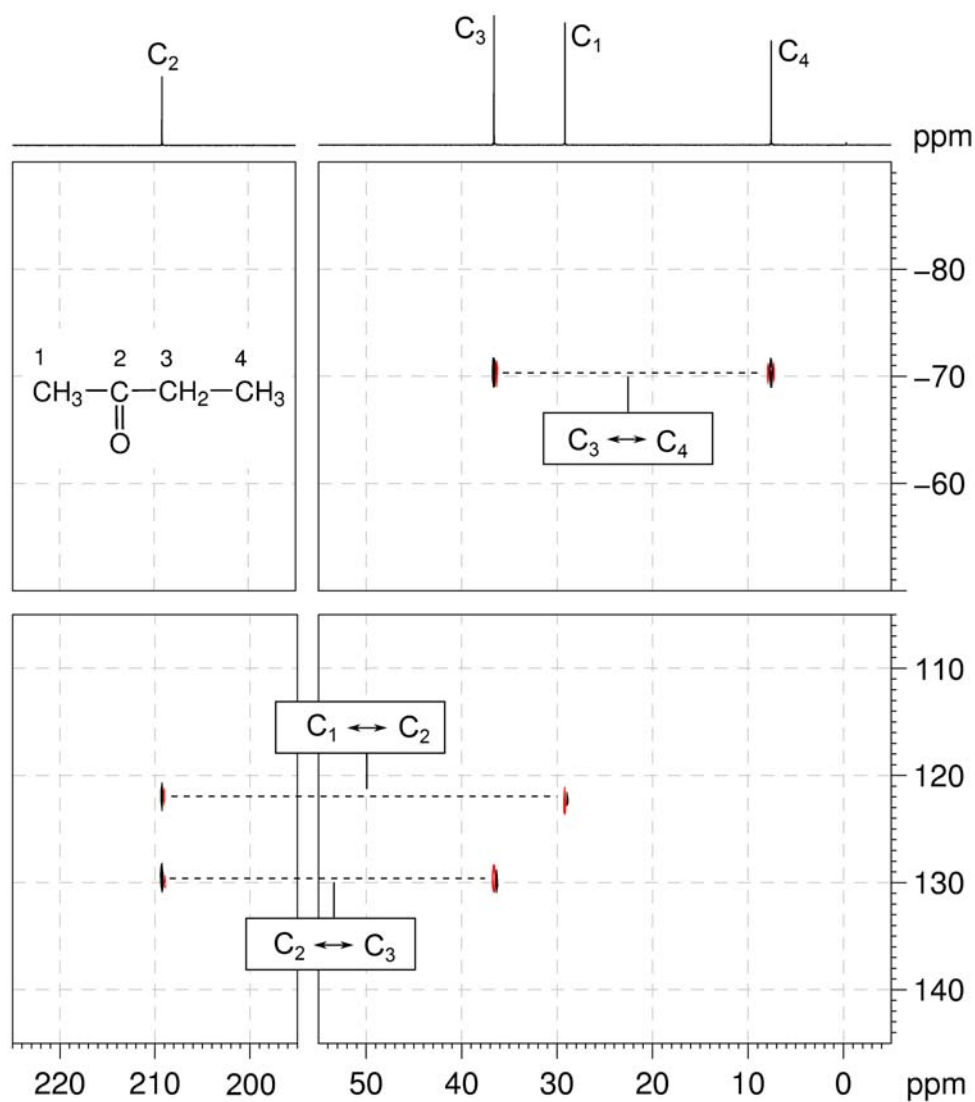 C₃
C₁
C₂
C₄
ppm
−80
1 2 3 4
CH₃—C—CH₂—CH₃
O
−70
C₃ ↔ C₄
−60
110
C₁ ↔ C₂
120
130
C₂ ↔ C₃
140
220 210 200 50 40 30 20 10 0 ppm